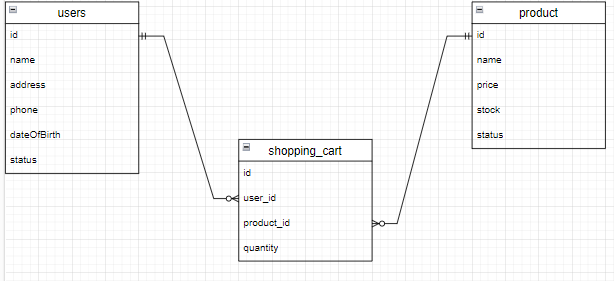 users
id
name
address
phone
dateOfBirth
status
product
id
name
price
stock
status
shopping_cart
id
user_id
product_id
quantity